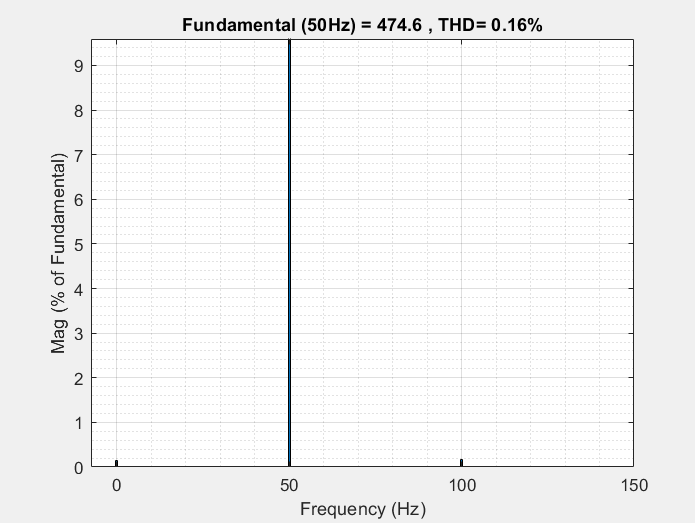 Fundamental (50Hz) = 474.6 , THD= 0.16%
Mag (% of Fundamental)
9
8
7
6
5
4
3
2
1
0
0 50 100 150
Frequency (Hz)